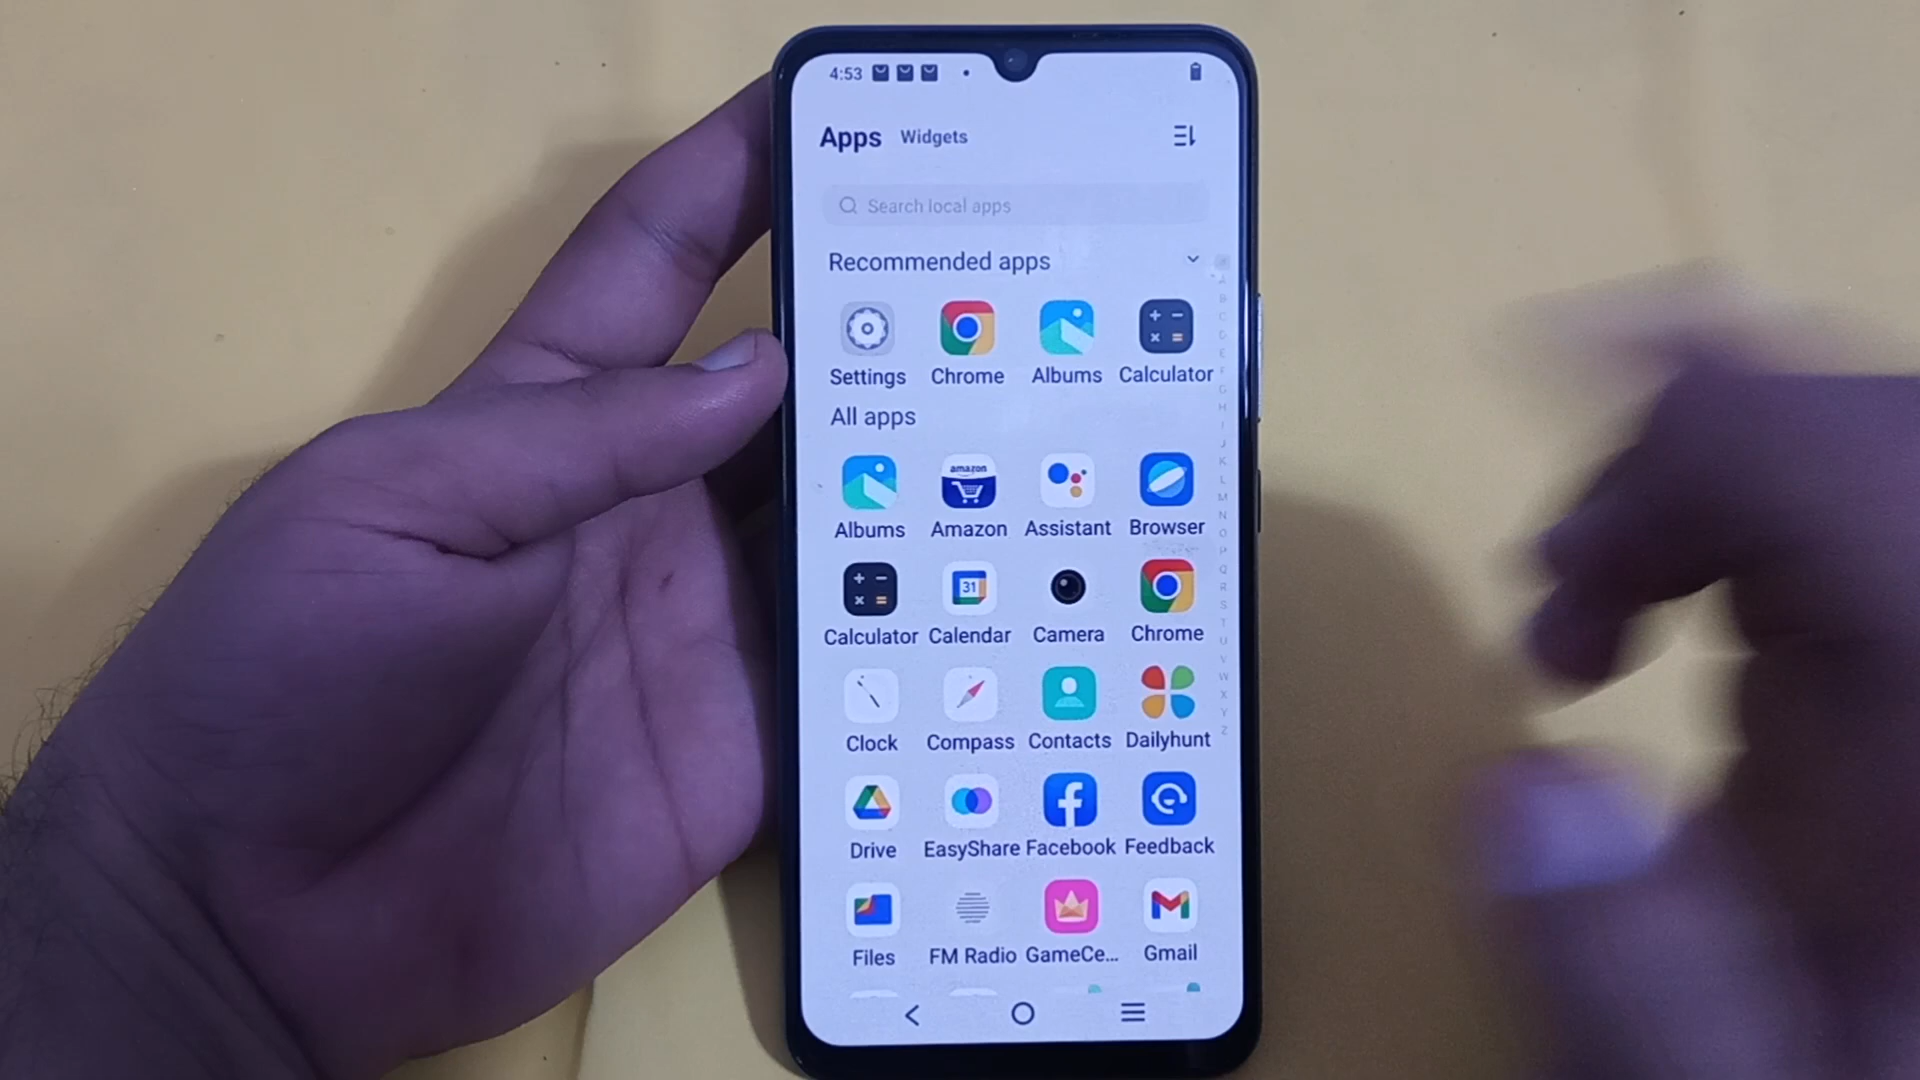 4:53
Apps Widgets
Search local apps
Recommended apps
Settings Chrome Albums Calculator
All apps
amazon
Albums Amazon Assistant Browser
31
Calculator Calendar Camera Chrome
Clock Compass Contacts Dailyhunt
Drive EasyShare Facebook Feedback
Files FM Radio GameCe... Gmail
A
B
C
D
E
F
G
H
I
J
K
L
M
N
O
P
Q
R
S
T
U
V
W
X
Y
Z